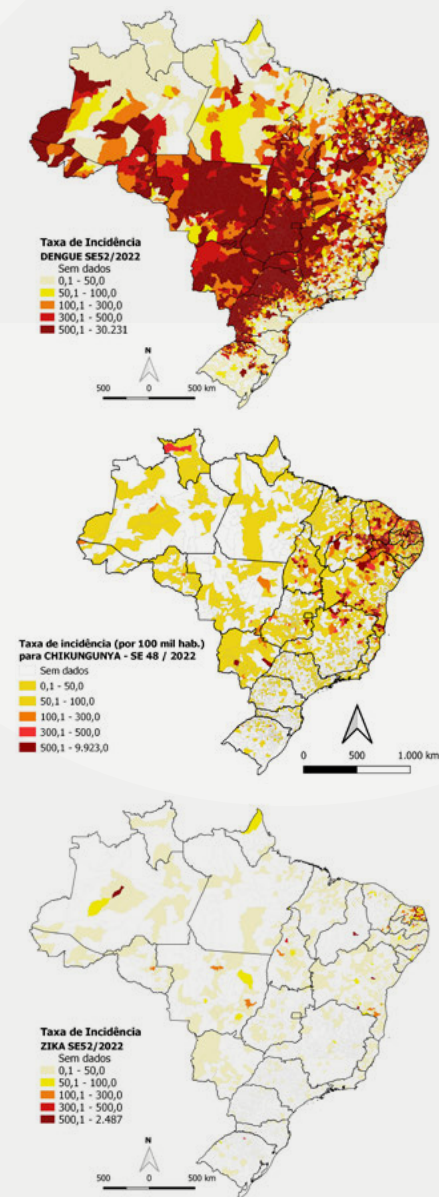 Taxa de Incidência
DENGUE SE52/2022
Sem dados
0,1 - 50,0
50,1 - 100,0
100,1 - 300,0
300,1 - 500,0
500,1 - 30.231
N
500 0 500 km
Taxa de incidência (por 100 mil hab.)
para CHIKUNGUNYA - SE 48 / 2022
Sem dados
0,1 - 50,0
50,1 - 100,0
100,1 - 300,0
300,1 - 500,0
500,1 - 9.923,0
0 500 1.000 km
Taxa de Incidência
ZIKA SE52/2022
Sem dados
0,1 - 50,0
50,1 - 100,0
100,1 - 300,0
300,1 - 500,0
500,1 - 2.487
N
500 0 500 km